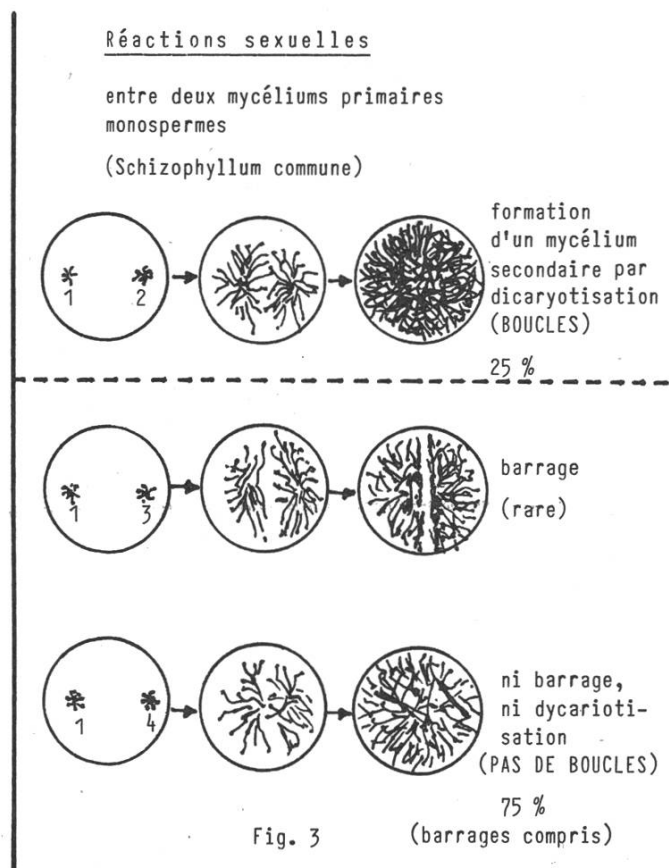 Réactions sexuelles
entre deux mycéliums primaires
monospermes
(Schizophyllum commune)
1 2
formation
d'un mycélium
secondaire par
dicaryotisation
(BOUCLES)
25 %
1 3
barrage
(rare)
1 4
ni barrage,
ni dycarioti-
sation
(PAS DE BOUCLES)
75 %
(barrages compris)
Fig. 3